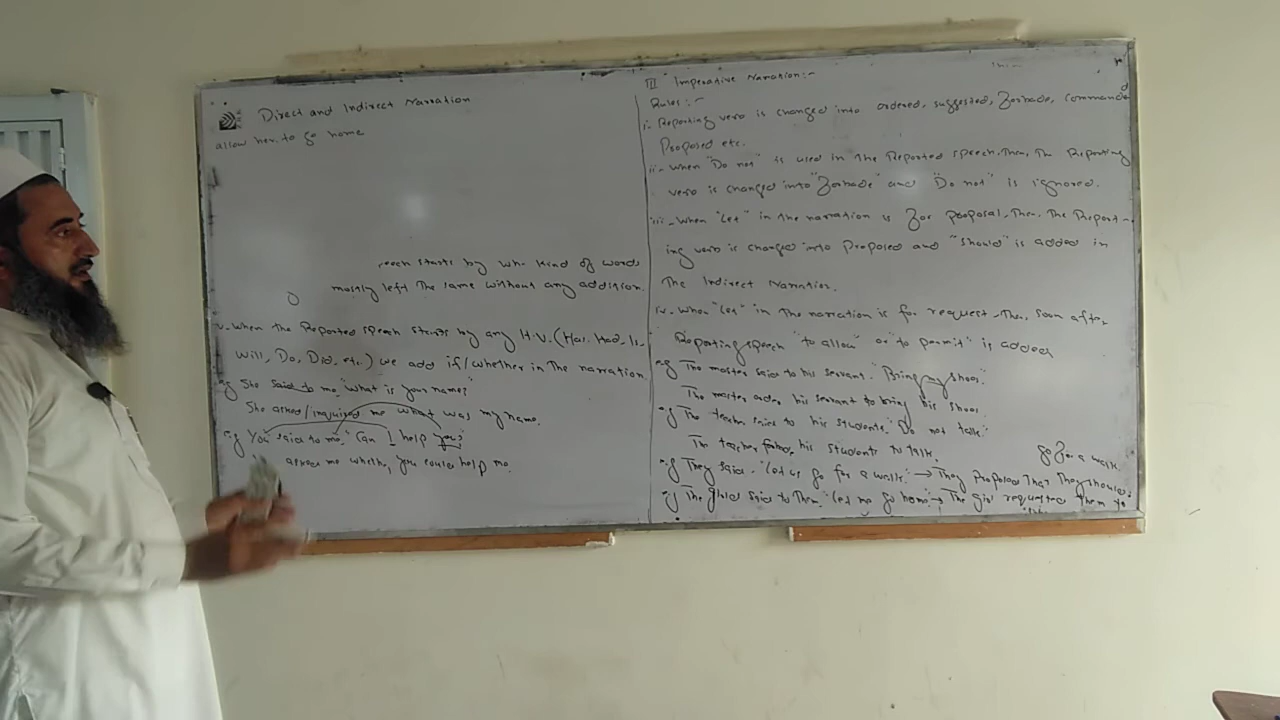 Direct and Indirect Narration
allow her to go home
peech starts by Wh- kind of words
mostly left the same without any addition.
v- When the Reported speech starts by any H.V. (Has, Had, Is,
Will, Do, Did, etc.) we add if/whether in the narration
e.g She said to me, "What is your name?"
She asked/inquired me what was my name.
e.g You said to me, "Can I help you?"
asked me whether you could help me.
III Imperative Narration:-
Rules:-
i- Reporting verb is changed into ordered, suggested, forbade, commanded
Proposed etc.
ii- When "Do not" is used in the Reported speech, Then, The Reporting
verb is changed into "forbade" and "Do not" is ignored.
iii- When "Let" in the narration is for proposal, Then, The Report-
ing verb is changed into Proposed and "should" is added in
The Indirect Narration.
iv- When "Let" in The narration is for request, Then, soon after
Reporting speech "to allow" or "to permit" is added
e.g The master said to his servant, "Bring my shoes".
The master his servant to bring his shoes
e.g The teacher said to his students, "Do not talk"
The teacher his students to talk.
go for a walk.
e.g They said, "Let us go for a walk." → They Proposed That They should
e.g The girl said to Them, "Let me go home" → The girl requested them to